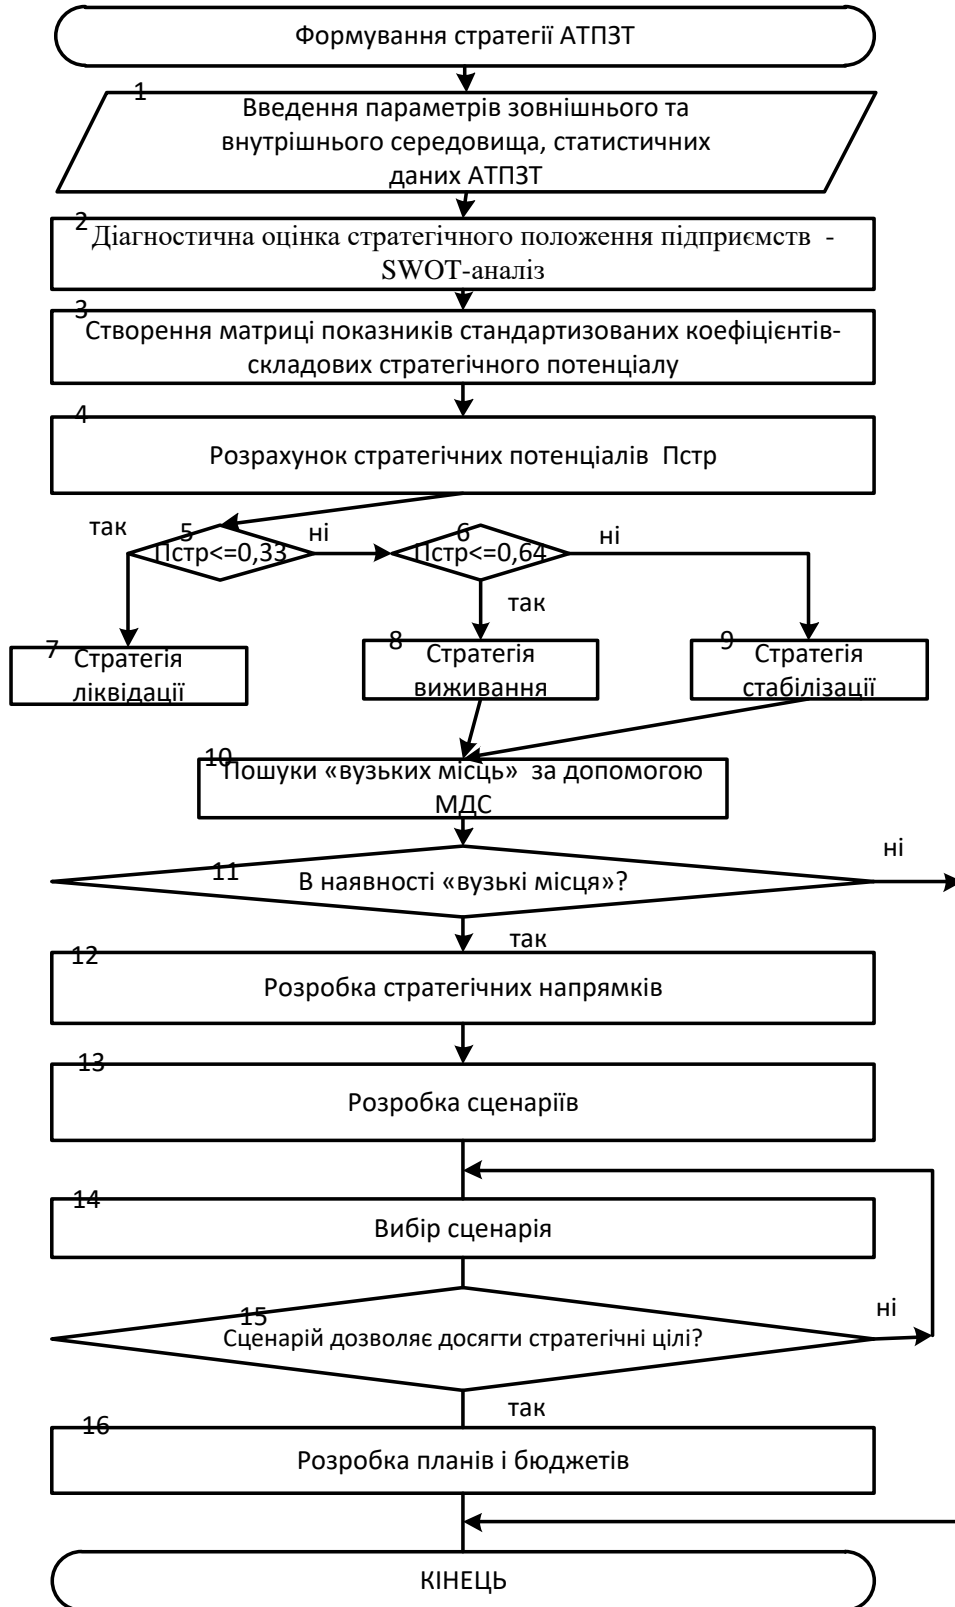 Формування стратегії АТПЗТ
1
Введення параметрів зовнішнього та
внутрішнього середовища, статистичних
даних АТПЗТ
2
Діагностична оцінка стратегічного положення підприємств -
SWOT-аналіз
3
Створення матриці показників стандартизованих коефіцієнтів-
складових стратегічного потенціалу
4
Розрахунок стратегічних потенціалів Пстр
так
5
Пстр<=0,33
ні
6
Пстр<=0,64
ні
так
7
Стратегія
ліквідації
8
Стратегія
виживання
9
Стратегія
стабілізації
10
Пошуки «вузьких місць» за допомогою
МДС
11
В наявності «вузькі місця»?
ні
так
12
Розробка стратегічних напрямків
13
Розробка сценаріїв
14
Вибір сценарія
15
Сценарій дозволяє досягти стратегічні цілі?
ні
так
16
Розробка планів і бюджетів
КІНЕЦЬ